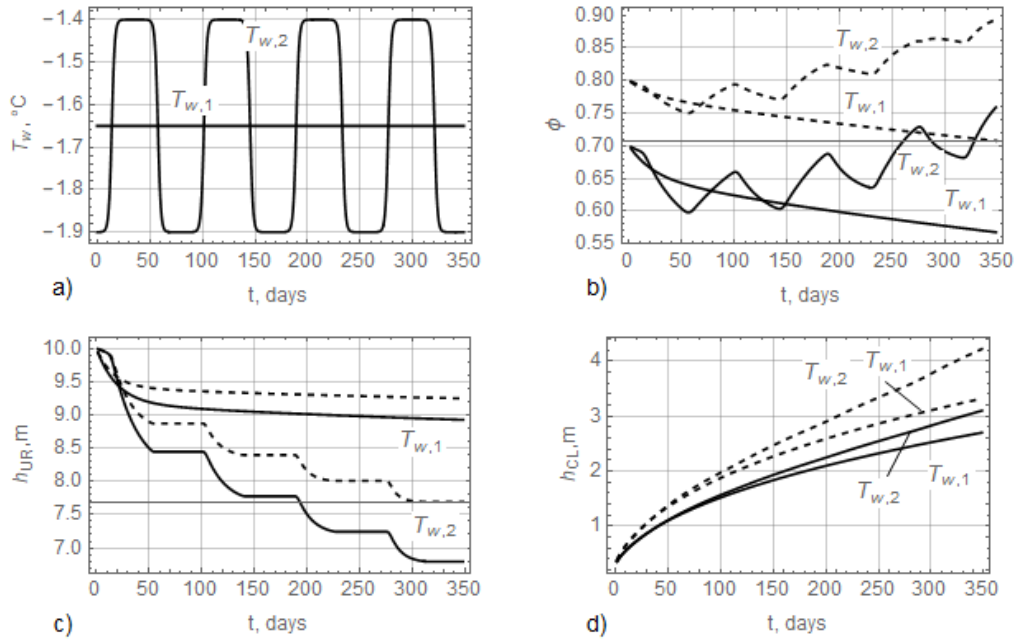 T_w, °C
−1.4
−1.5
−1.6
−1.7
−1.8
−1.9
T_w,2
T_w,1
0 50 100 150 200 250 300 350
a) t, days
ϕ
0.90
0.85
0.80
0.75
0.70
0.65
0.60
0.55
T_w,2
T_w,1
T_w,2
T_w,1
0 50 100 150 200 250 300 350
b) t, days
h_UR,m
10.0
9.5
9.0
8.5
8.0
7.5
7.0
T_w,1
T_w,2
0 50 100 150 200 250 300 350
c) t, days
h_CL,m
4
3
2
1
T_w,2
T_w,1
T_w,1
T_w,2
0 50 100 150 200 250 300 350
d) t, days